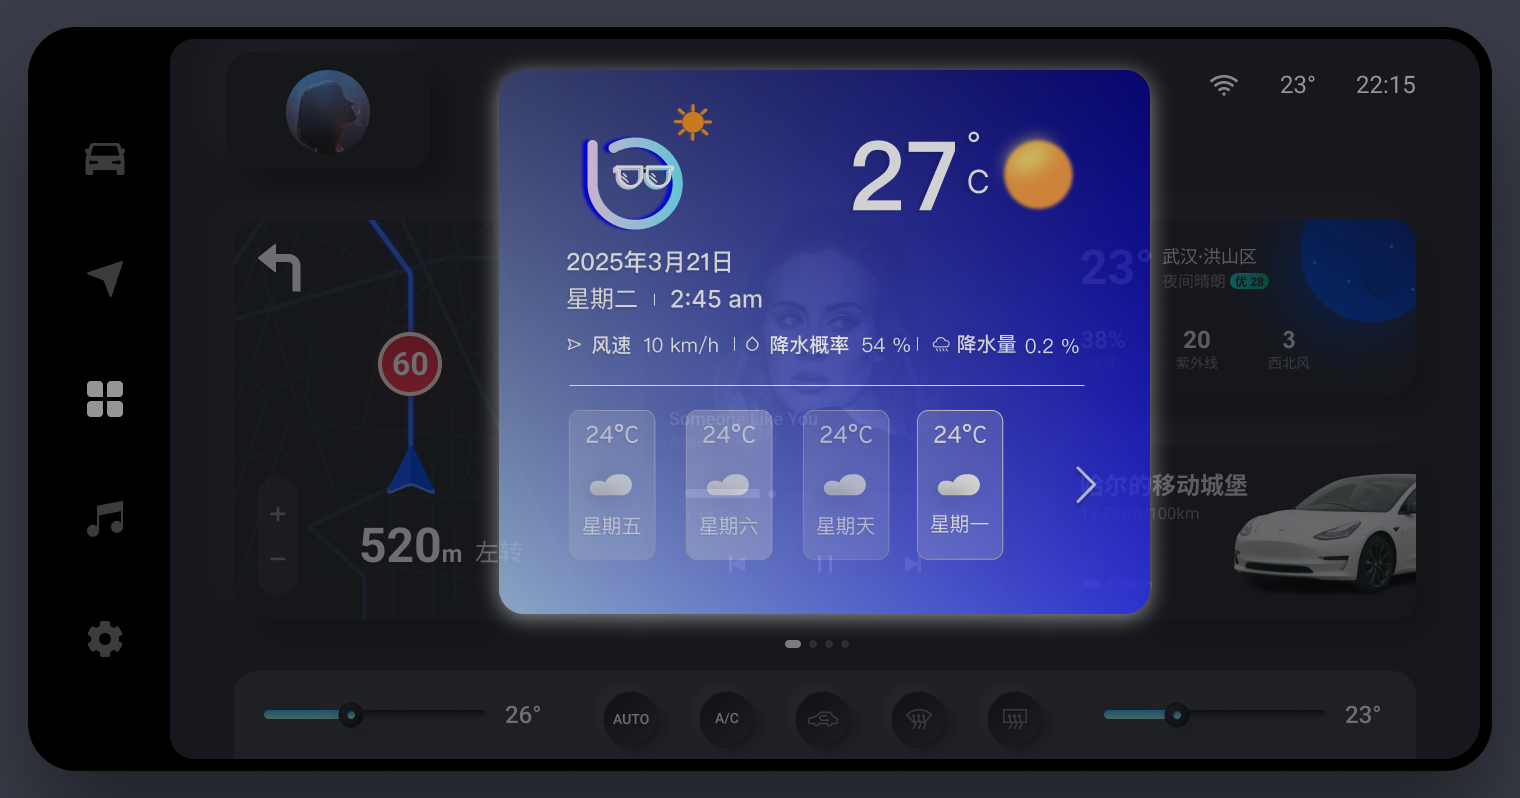 23° 22:15
27°C
2025年3月21日
星期二 | 2:45 am
风速 10 km/h | 降水概率 54 % | 降水量 0.2 %
24°C 24°C 24°C 24°C
星期五 星期六 星期天 星期一
Someone Like You
60
520m 左转
+
−
23° 武汉·洪山区
夜间晴朗 优 28
38% 20 3
紫外线 西北风
哈尔的移动城堡
17.2kwh/100km
675km
26° AUTO A/C 23°